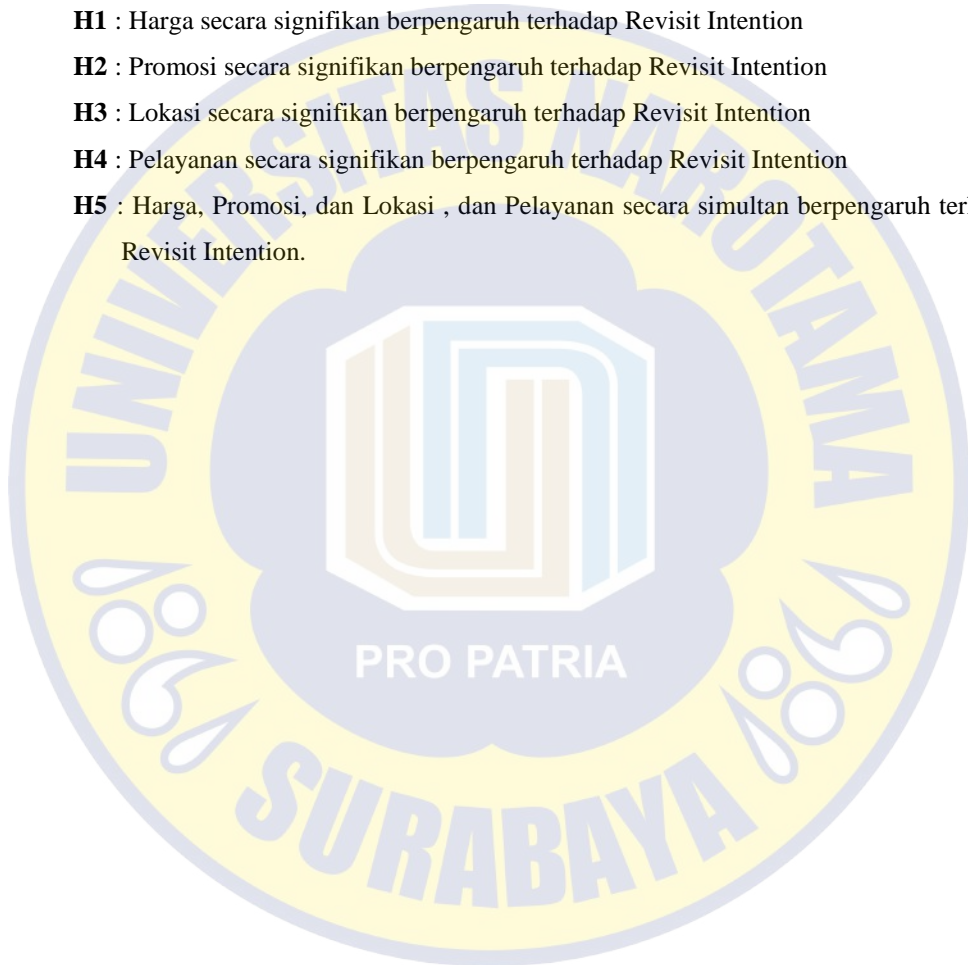 H1 : Harga secara signifikan berpengaruh terhadap Revisit Intention
H2 : Promosi secara signifikan berpengaruh terhadap Revisit Intention
H3 : Lokasi secara signifikan berpengaruh terhadap Revisit Intention
H4 : Pelayanan secara signifikan berpengaruh terhadap Revisit Intention
H5 : Harga, Promosi, dan Lokasi , dan Pelayanan secara simultan berpengaruh
Revisit Intention.
UNIVERSITAS NAROTAMA
PRO PATRIA
SURABAYA